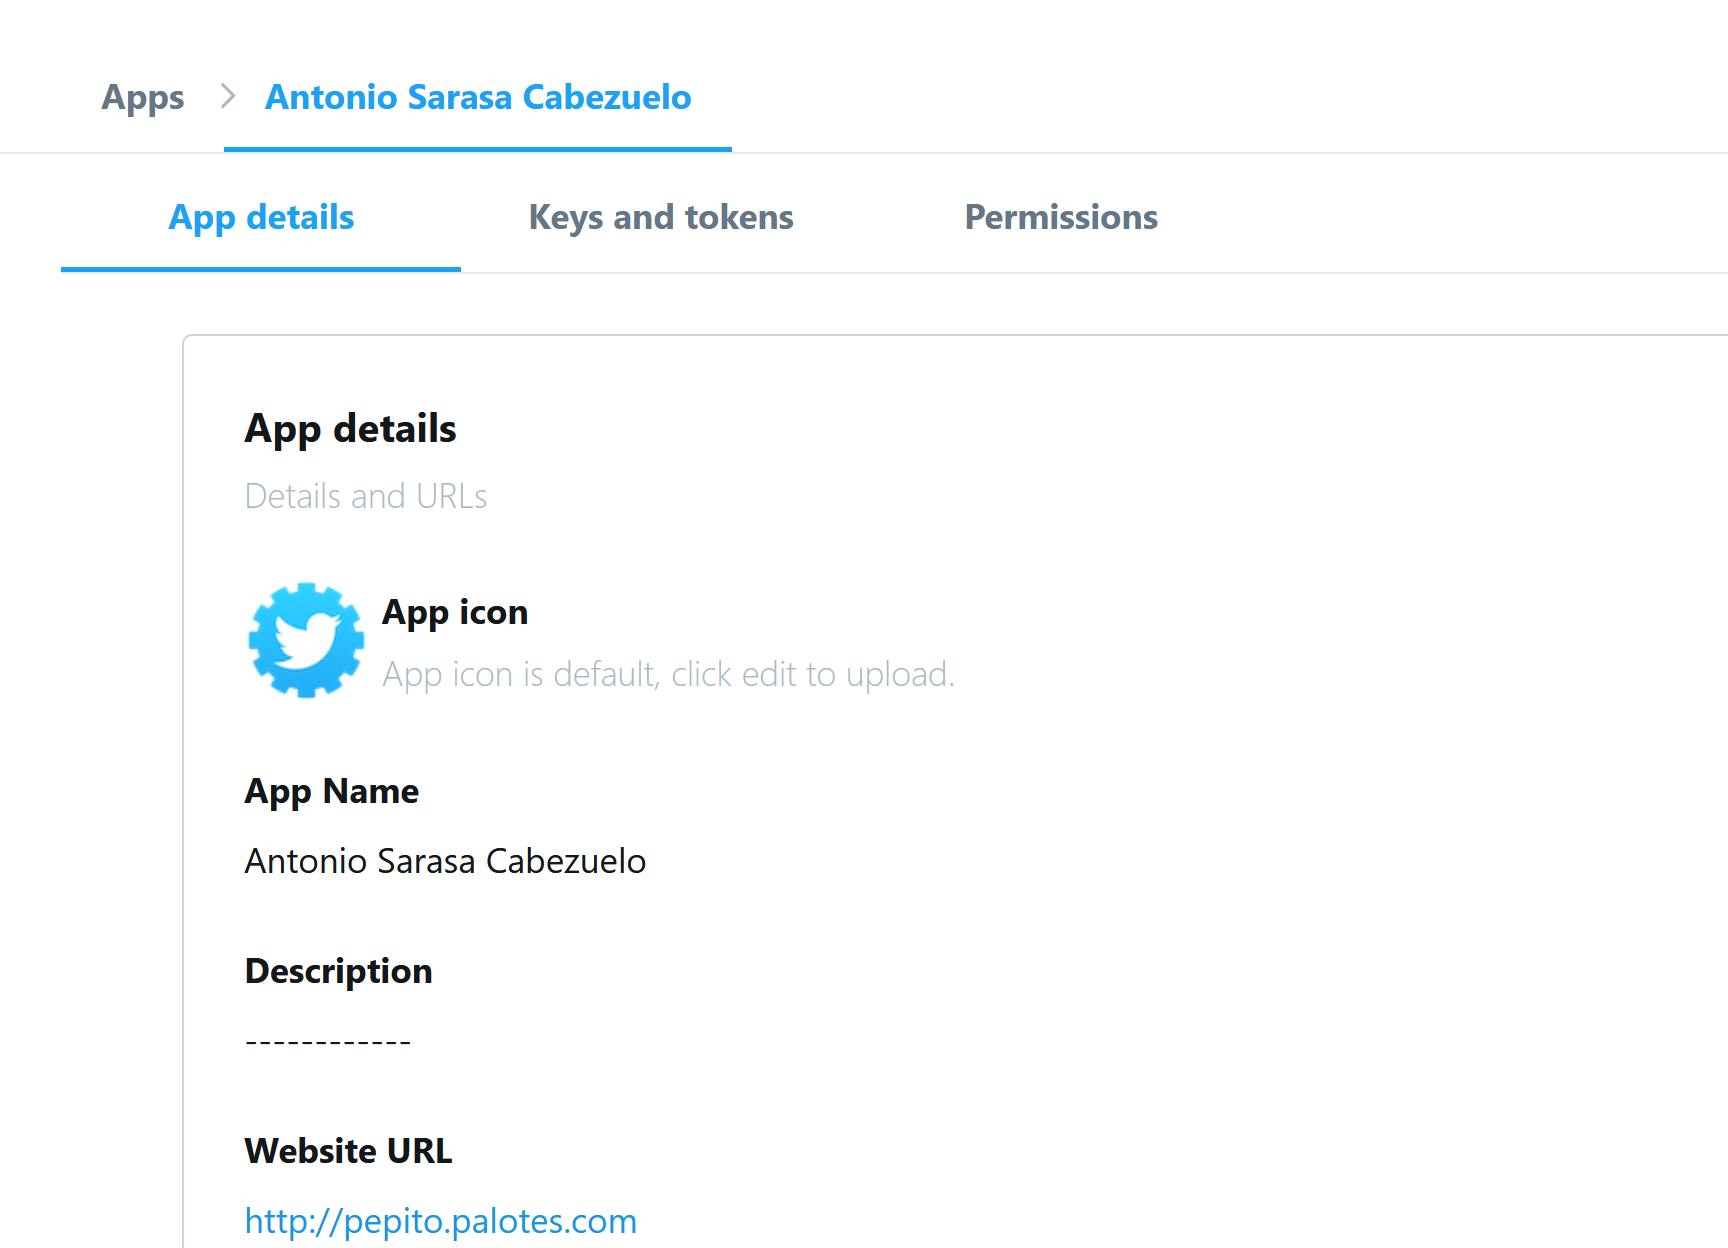 Apps > Antonio Sarasa Cabezuelo
App details Keys and tokens Permissions
App details
Details and URLs
App icon
App icon is default, click edit to upload.
App Name
Antonio Sarasa Cabezuelo
Description
------------
Website URL
http://pepito.palotes.com